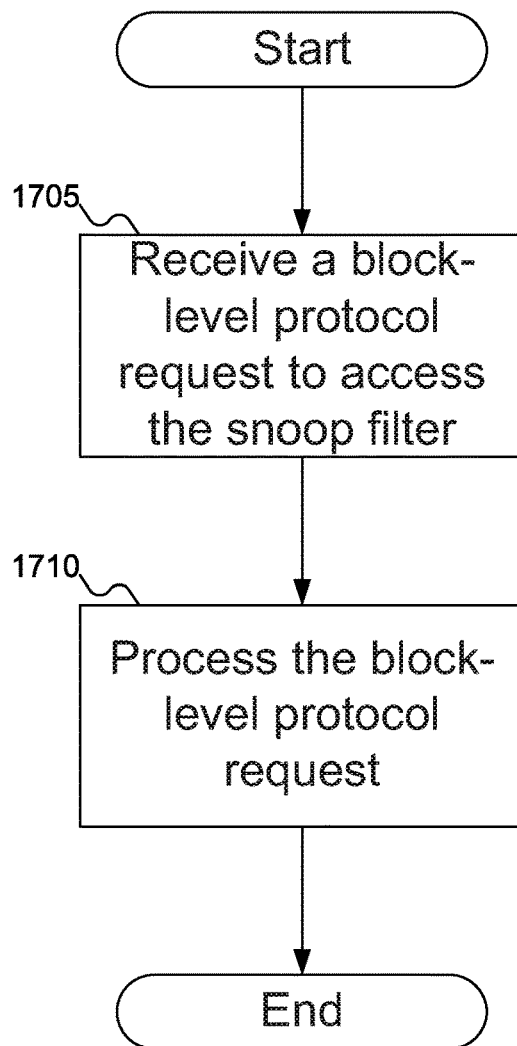 Start
1705
Receive a block-
level protocol
request to access
the snoop filter
1710
Process the block-
level protocol
request
End